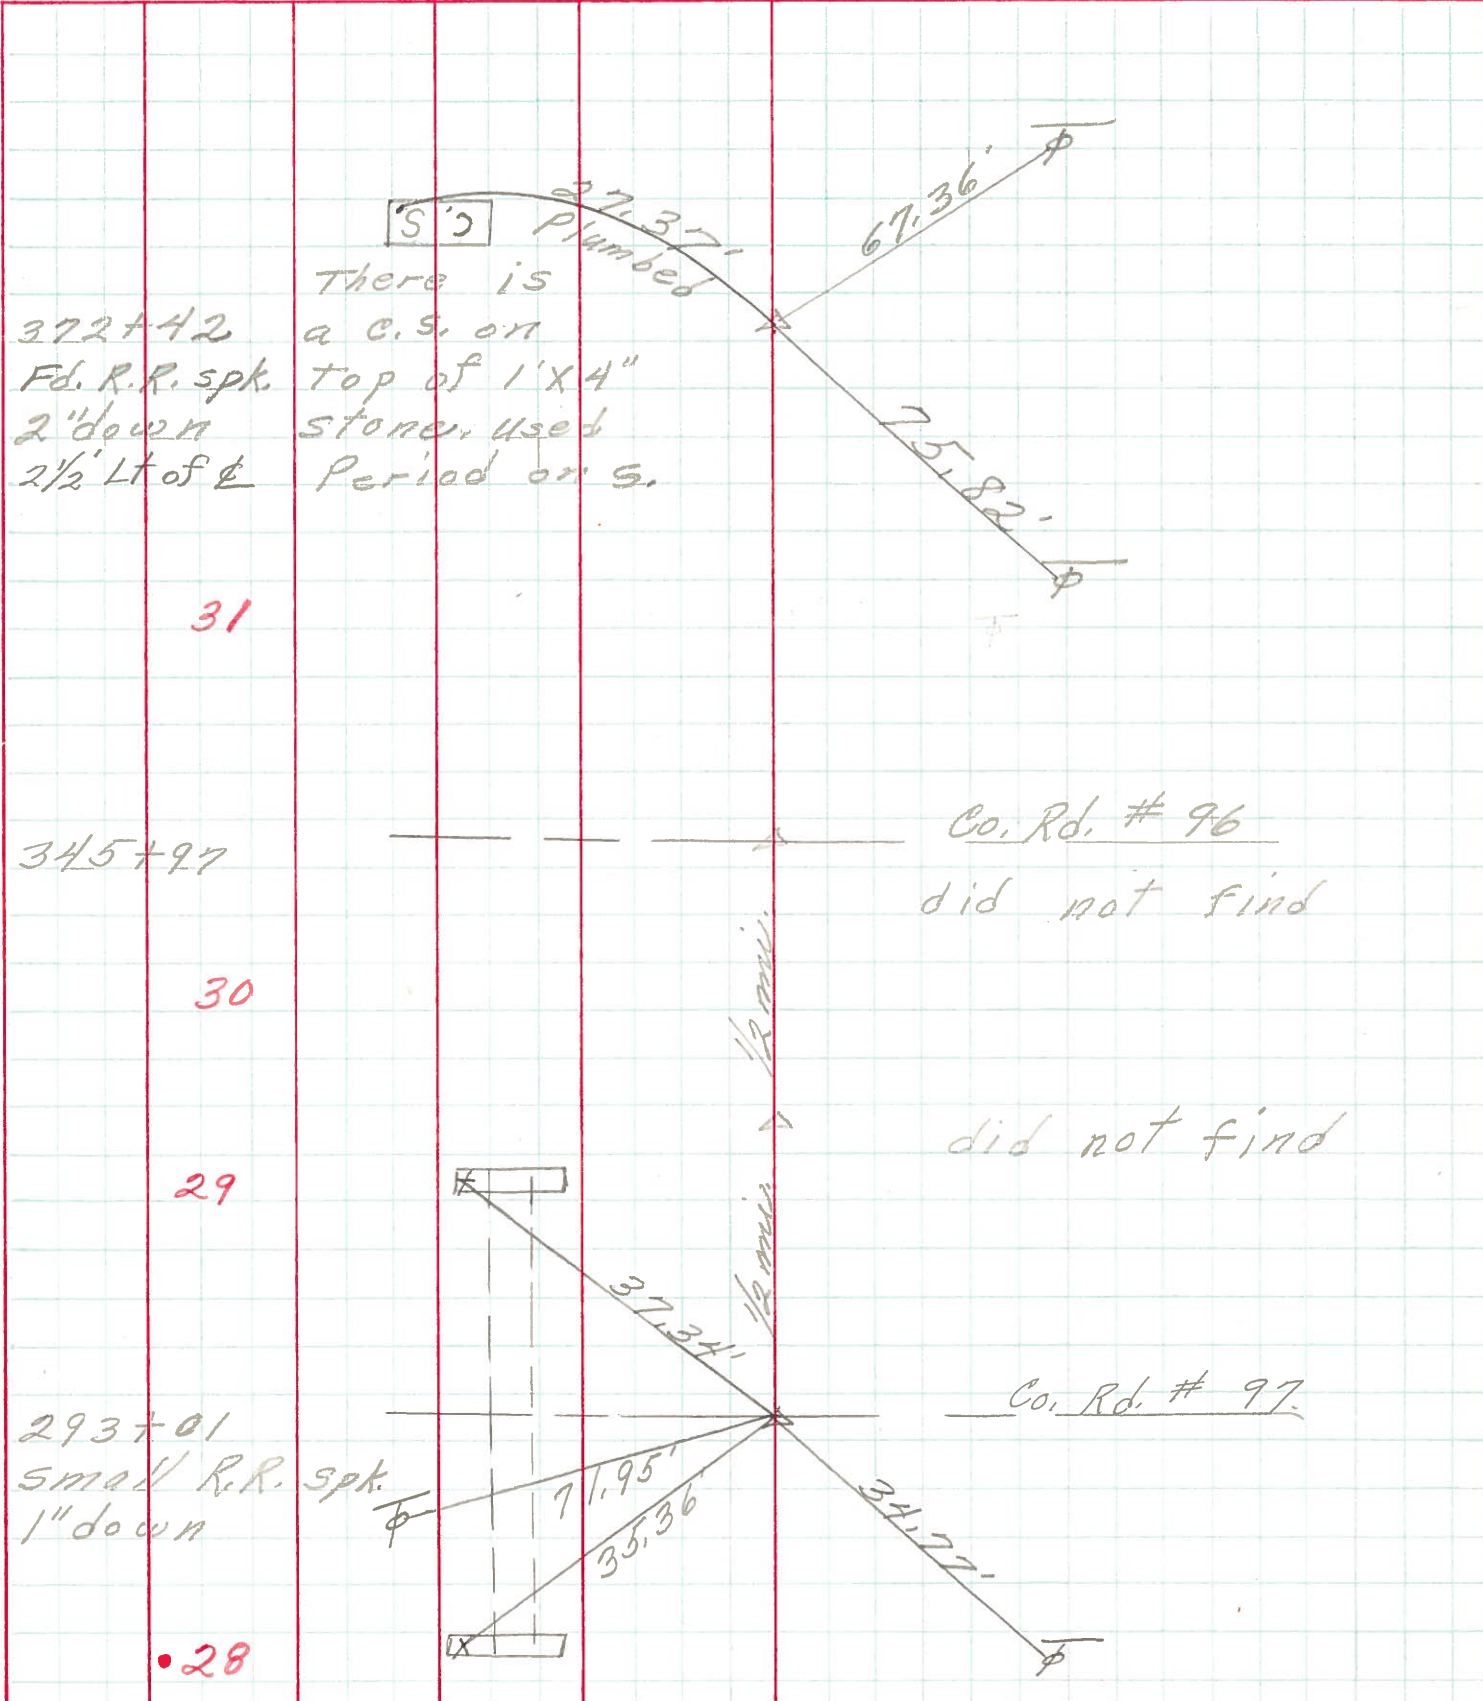 67.36'
27.37'
Plumbed
C.S
There is
a C.S. on
Top of 1'X4"
stone. used
Period on S.
372+42
Fd. R.R. spk.
2" down
2½' Lt of ℄
75.82'
31
345+97
Co. Rd. # 96
did not find
½ mi.
30
did not find
29
½ mi.
37.34'
Co. Rd. # 97
293+01
small R.R. spk.
1" down
71.95'
35.36'
34.77'
28